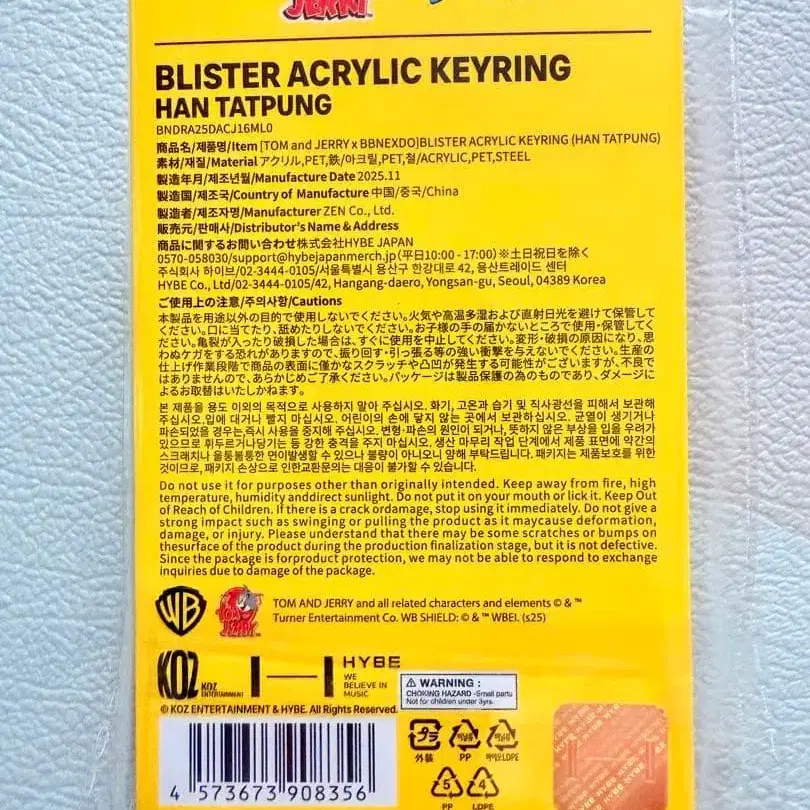 JERRY
BLISTER ACRYLIC KEYRING
HAN TATPUNG
BNDRA25DACJ16ML0
商品名/제품명/Item [TOM and JERRY x BBNEXDO]BLISTER ACRYLIC KEYRING (HAN TATPUNG)
素材/재질/Material アクリル,PET,鉄/아크릴,PET,철/ACRYLIC,PET,STEEL
製造年月/제조년월/Manufacture Date 2025.11
製造国/제조국/Country of Manufacture 中国/중국/China
製造者/제조자명/Manufacturer ZEN Co., Ltd.
販売元/판매사/Distributor's Name & Address
商品に関するお問い合わせ株式会社HYBE JAPAN
0570-058030/support@hybejapanmerch.jp(平日10:00 - 17:00)※土日祝日を除く
주식회사 하이브/02-3444-0105/서울특별시 용산구 한강대로 42, 용산트레이드 센터
HYBE Co., Ltd/02-3444-0105/42, Hangang-daero, Yongsan-gu, Seoul, 04389 Korea
ご使用上の注意/주의사항/Cautions
本製品を用途以外の目的で使用しないでください。火気や高温多湿および直射日光を避けて保管して
ください。口に当てたり、舐めたりしないでください。お子様の手の届かないところで使用・保管してく
ださい。亀裂が入ったり破損した場合は、すぐに使用を中止してください。変形・破損の原因になり、思
わぬケガをする恐れがありますので、振り回す・引っ張る等の強い衝撃を与えないでください。生産の
仕上げ作業段階で商品の表面に僅かなスクラッチや凸凹が発生する可能性がございますが、不良で
はありませんので、あらかじめご了承ください。パッケージは製品保護の為のものであり、ダメージに
よるお取替はいたしかねます。
본 제품을 용도 이외의 목적으로 사용하지 말아 주십시오. 화기, 고온과 습기 및 직사광선을 피해서 보관해
주십시오.입에 대거나 빨지 마십시오. 어린이의 손에 닿지 않는 곳에서 보관하십시오. 균열이 생기거나
파손되었을 경우는 즉시 사용을 중지해 주십시오. 변형·파손의 원인이 되거나, 뜻하지 않은 부상을 입을 우려가
있으므로 휘두르거나당기는 등 강한 충격을 주지 마십시오. 생산 마무리 작업 단계에서 제품 표면에 약간의
스크래치나 울퉁불퉁한 면이발생할 수 있으나 불량이 아니오니 양해 부탁드립니다. 패키지는 제품보호를 위한
것이므로, 패키지 손상으로 인한교환문의는 대응이 불가할 수 있습니다.
Do not use it for purposes other than originally intended. Keep away from fire, high
temperature, humidity anddirect sunlight. Do not put it on your mouth or lick it. Keep Out
of Reach of Children. If there is a crack ordamage, stop using it immediately. Do not give a
strong impact such as swinging or pulling the product as it maycause deformation,
damage, or injury. Please understand that there may be some scratches or bumps on
thesurface of the product during the production finalization stage, but it is not defective.
Since the package is forproduct protection, we may not be able to respond to exchange
inquiries due to damage of the package.
WB
TOM AND JERRY
TOM AND JERRY and all related characters and elements © & ™
Turner Entertainment Co. WB SHIELD: © & ™ WBEI. (s25)
KOZ KOZ ENTERTAINMENT
HYBE
WE
BELIEVE IN
MUSIC
WARNING :
CHOKING HAZARD -Small parts
Not for children under 3yrs.
© KOZ ENTERTAINMENT & HYBE. All Rights Reserved.
プラ
外装
PP
LDPE
5
PP
4
LDPE
4 573673 908356
HYBE